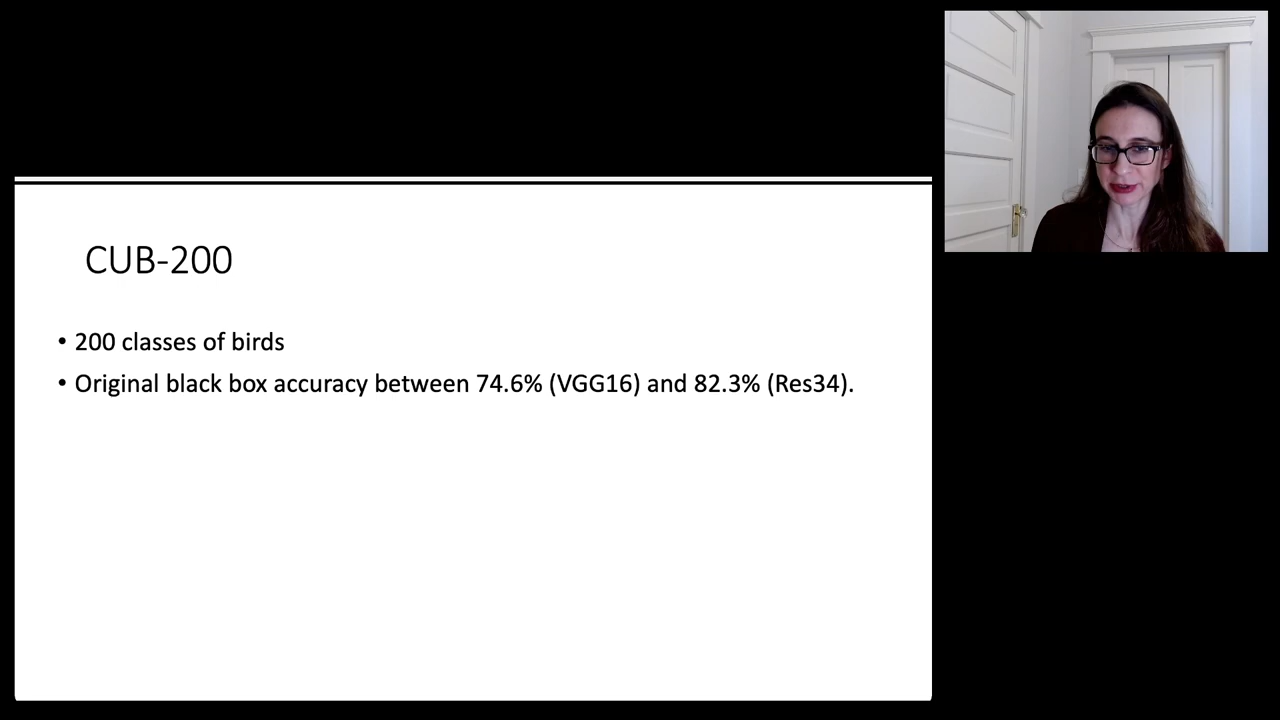 CUB-200
• 200 classes of birds
• Original black box accuracy between 74.6% (VGG16) and 82.3% (Res34).